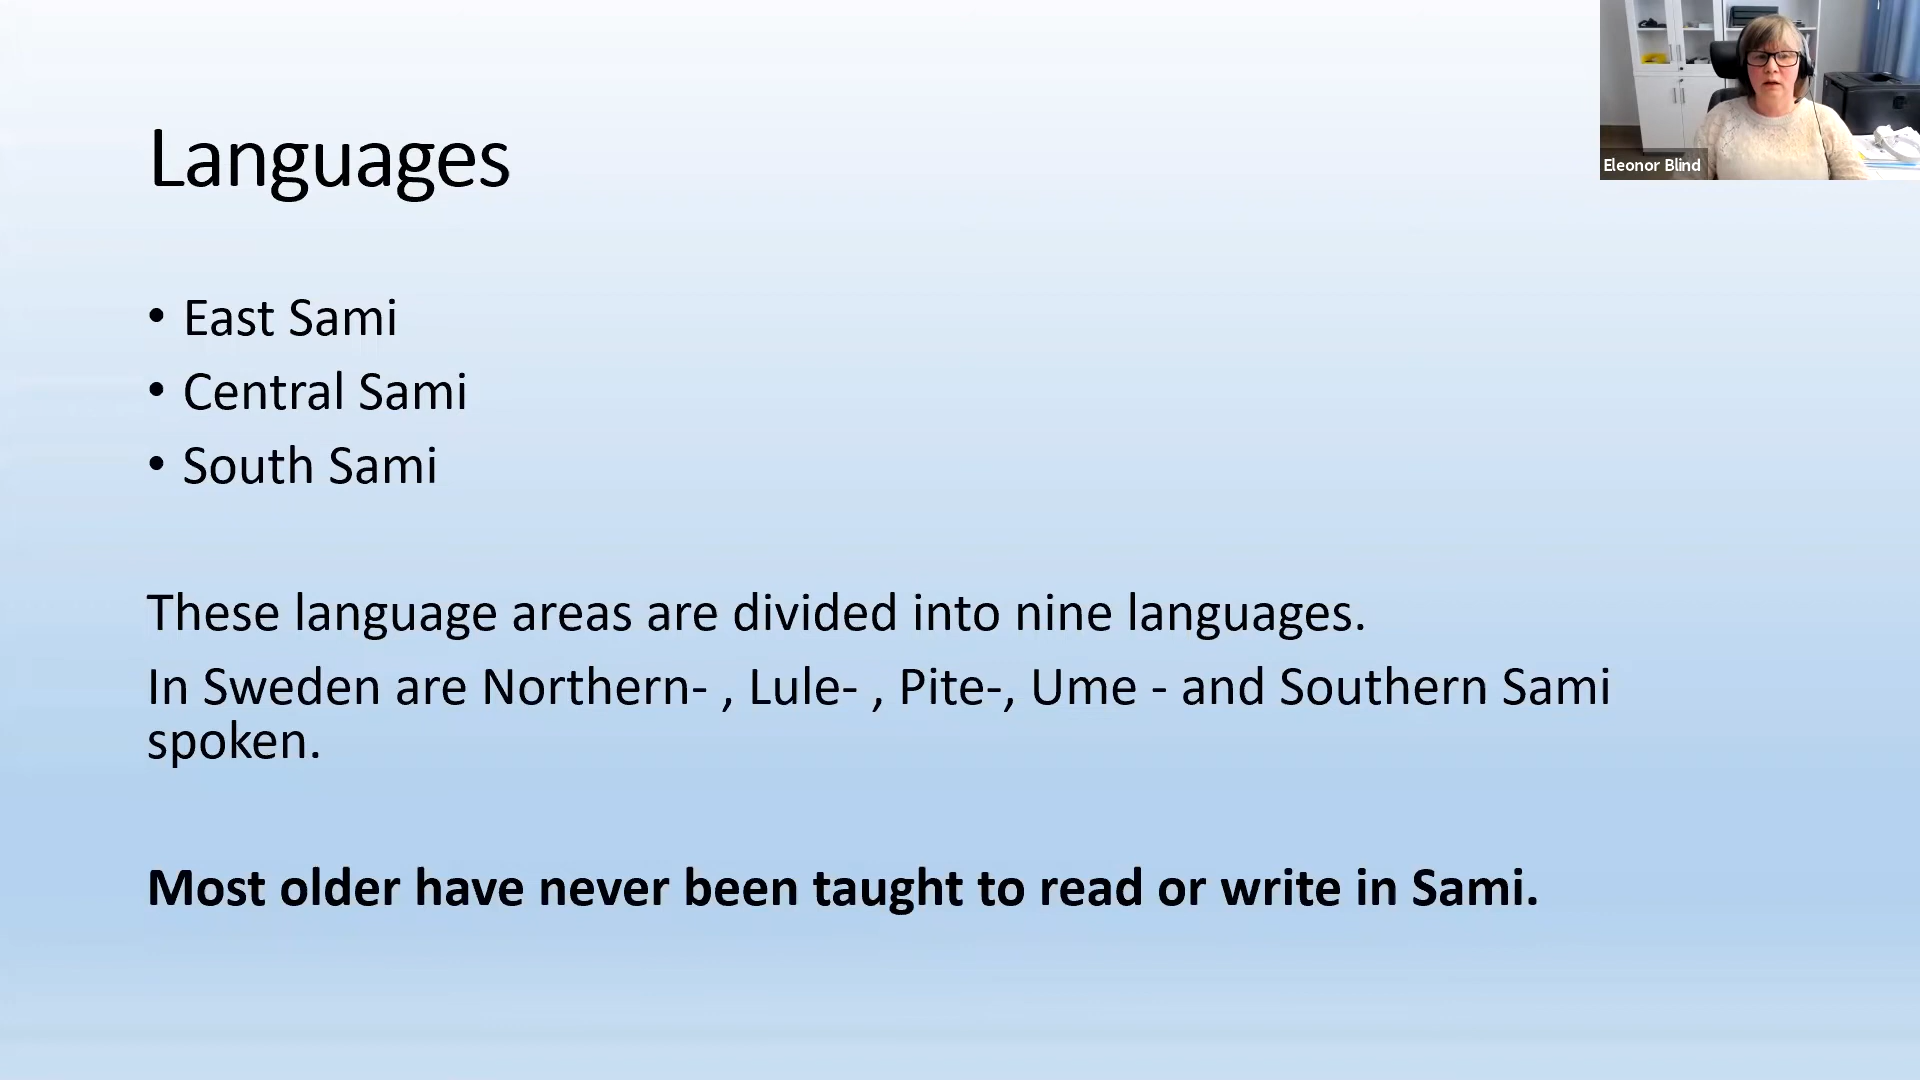 Languages
Eleonor Blind
• East Sami
• Central Sami
• South Sami
These language areas are divided into nine languages.
In Sweden are Northern- , Lule- , Pite-, Ume - and Southern Sami
spoken.
Most older have never been taught to read or write in Sami.